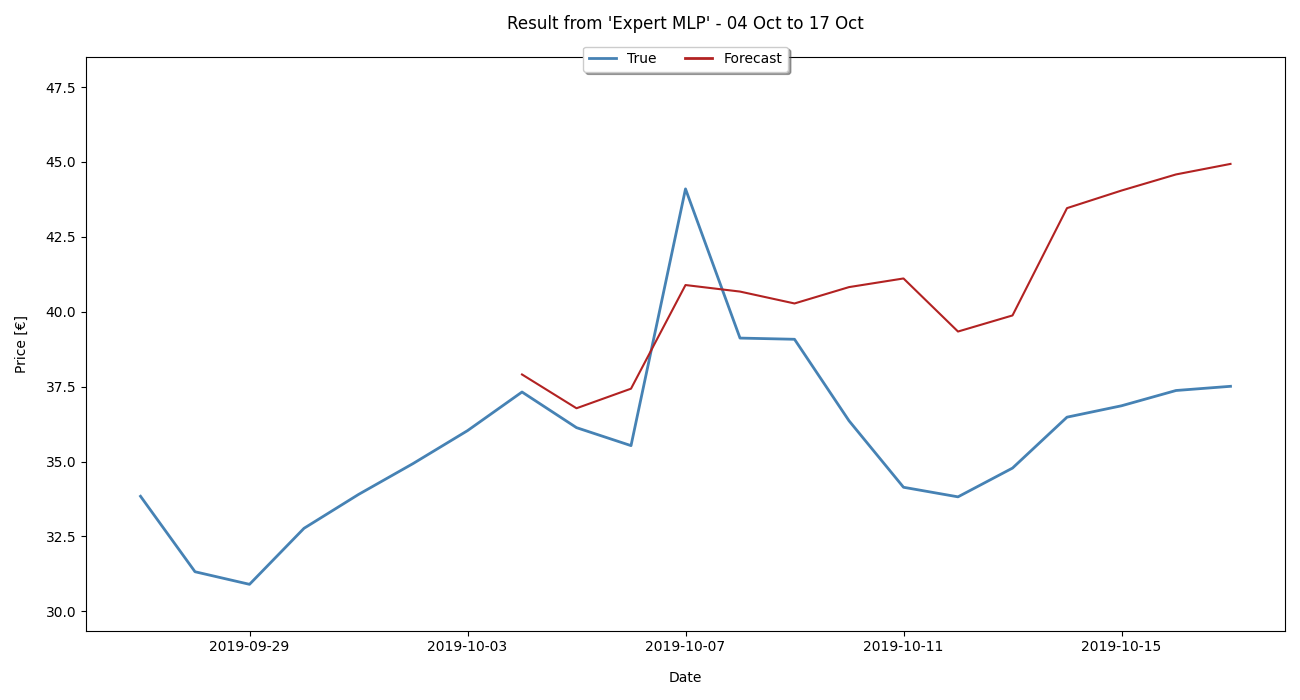 Result from 'Expert MLP' - 04 Oct to 17 Oct
True Forecast
47.5
45.0
42.5
40.0
37.5
35.0
32.5
30.0
Price [€]
2019-09-29 2019-10-03 2019-10-07 2019-10-11 2019-10-15
Date